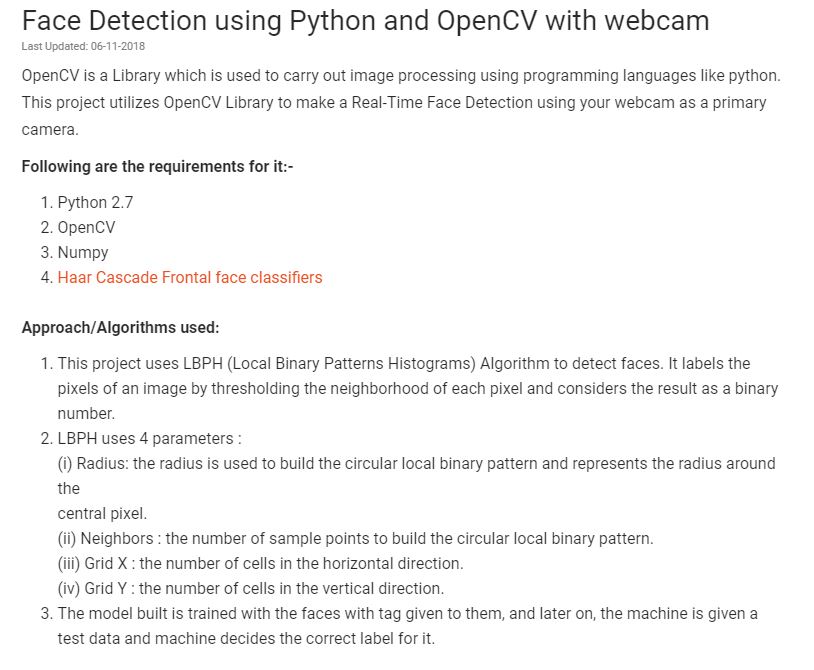 Face Detection using Python and OpenCV with webcam
Last Updated: 06-11-2018
OpenCV is a Library which is used to carry out image processing using programming languages like python.
This project utilizes OpenCV Library to make a Real-Time Face Detection using your webcam as a primary
camera.
Following are the requirements for it:-
1. Python 2.7
2. OpenCV
3. Numpy
4. Haar Cascade Frontal face classifiers
Approach/Algorithms used:
1. This project uses LBPH (Local Binary Patterns Histograms) Algorithm to detect faces. It labels the
pixels of an image by thresholding the neighborhood of each pixel and considers the result as a binary
number.
2. LBPH uses 4 parameters :
(i) Radius: the radius is used to build the circular local binary pattern and represents the radius around
the
central pixel.
(ii) Neighbors : the number of sample points to build the circular local binary pattern.
(iii) Grid X : the number of cells in the horizontal direction.
(iv) Grid Y : the number of cells in the vertical direction.
3. The model built is trained with the faces with tag given to them, and later on, the machine is given a
test data and machine decides the correct label for it.